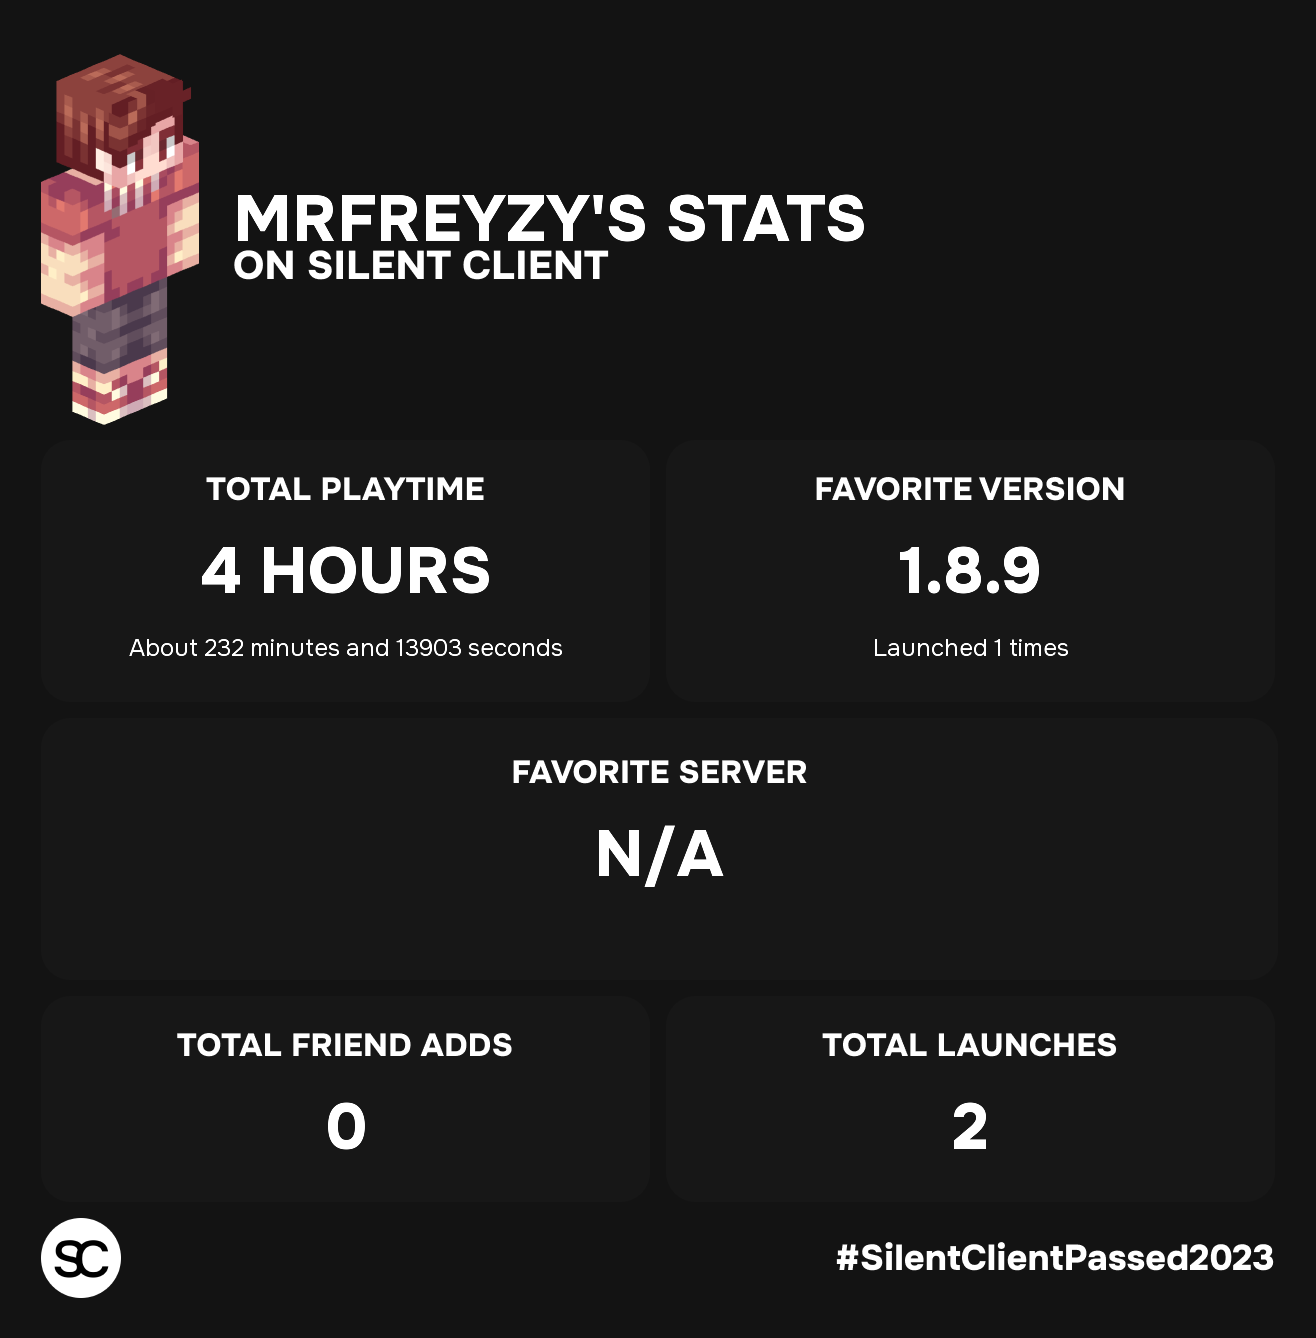 MRFREYZY'S STATS
ON SILENT CLIENT
TOTAL PLAYTIME
4 HOURS
About 232 minutes and 13903 seconds
FAVORITE VERSION
1.8.9
Launched 1 times
FAVORITE SERVER
N/A
TOTAL FRIEND ADDS
0
TOTAL LAUNCHES
2
SC
#SilentClientPassed2023